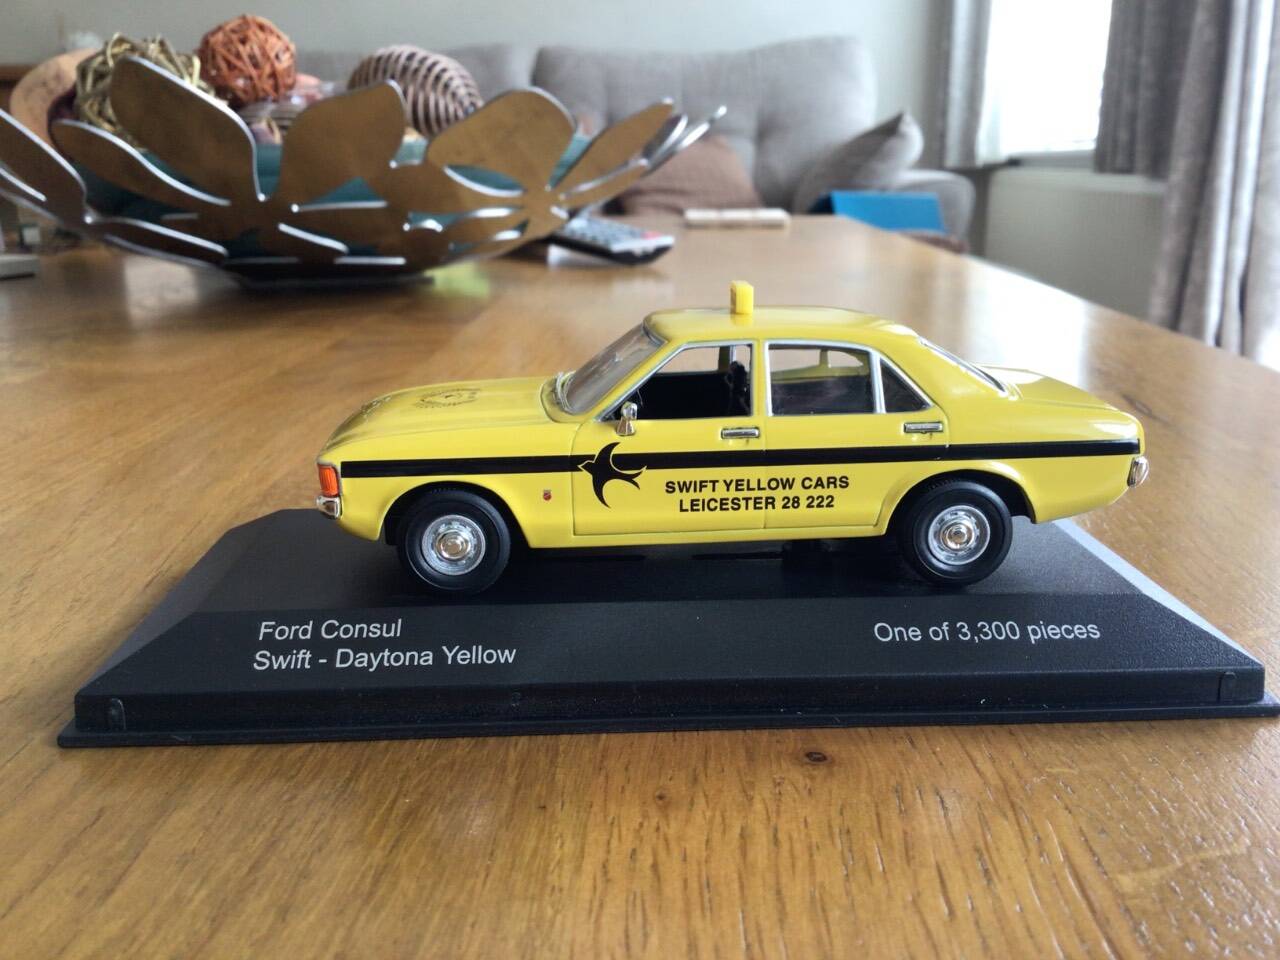 SWIFT YELLOW CARS
LEICESTER 28 222
Ford Consul
Swift - Daytona Yellow
One of 3,300 pieces